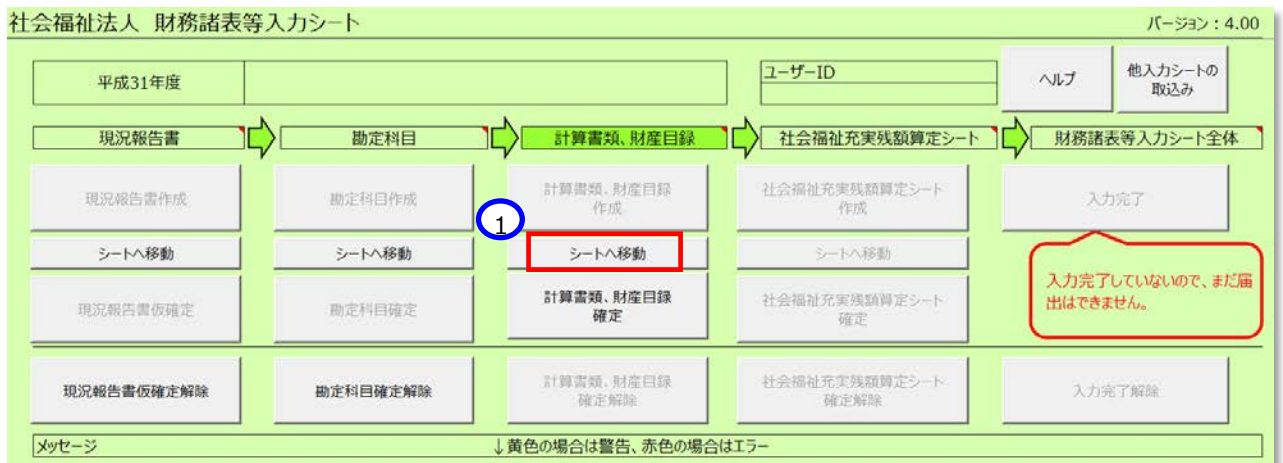 社会福祉法人 財務諸表等入力シート
バージョン：4.00
平成31年度
ユーザーID
ヘルプ
他入力シートの
取込み
現況報告書
勘定科目
計算書類、財産目録
社会福祉充実残額算定シート
財務諸表等入力シート全体
現況報告書作成
勘定科目作成
計算書類、財産目録
作成
社会福祉充実残額算定シート
作成
入力完了
1
シートへ移動
シートへ移動
シートへ移動
シートへ移動
入力完了していないので、まだ届
出はできません。
現況報告書仮確定
勘定科目確定
計算書類、財産目録
確定
社会福祉充実残額算定シート
確定
現況報告書仮確定解除
勘定科目確定解除
計算書類、財産目録
確定解除
社会福祉充実残額算定シート
確定解除
入力完了解除
メッセージ
↓黄色の場合は警告、赤色の場合はエラー